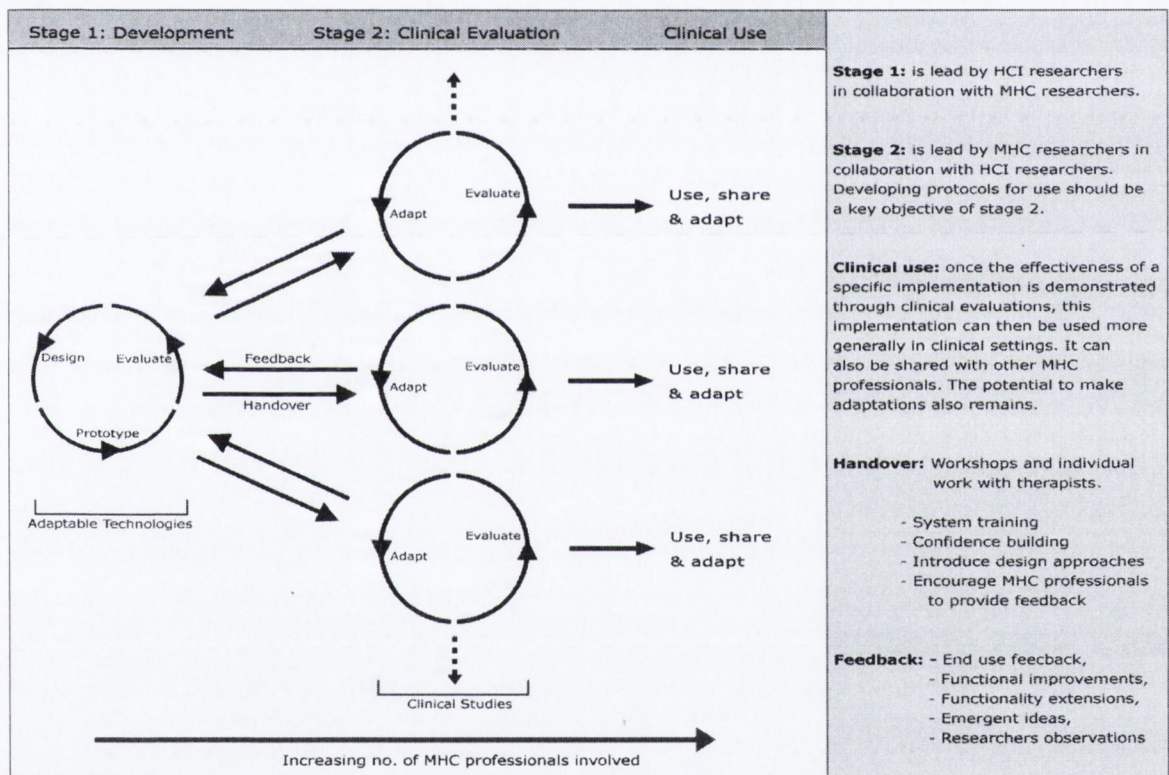 Stage 1: Development
Stage 2: Clinical Evaluation
Clinical Use
Evaluate
Adapt
Use, share
& adapt
Design
Evaluate
Prototype
Feedback
Handover
Evaluate
Adapt
Use, share
& adapt
Adaptable Technologies
Evaluate
Adapt
Use, share
& adapt
Clinical Studies
Increasing no. of MHC professionals involved
Stage 1: is lead by HCI researchers
in collaboration with MHC researchers.
Stage 2: is lead by MHC researchers in
collaboration with HCI researchers.
Developing protocols for use should be
a key objective of stage 2.
Clinical use: once the effectiveness of a
specific implementation is demonstrated
through clinical evaluations, this
implementation can then be used more
generally in clinical settings. It can
also be shared with other MHC
professionals. The potential to make
adaptations also remains.
Handover: Workshops and individual
work with therapists.
- System training
- Confidence building
- Introduce design approaches
- Encourage MHC professionals
to provide feedback
Feedback: - End use feecback,
- Functional improvements,
- Functionality extensions,
- Emergent ideas,
- Researchers observations